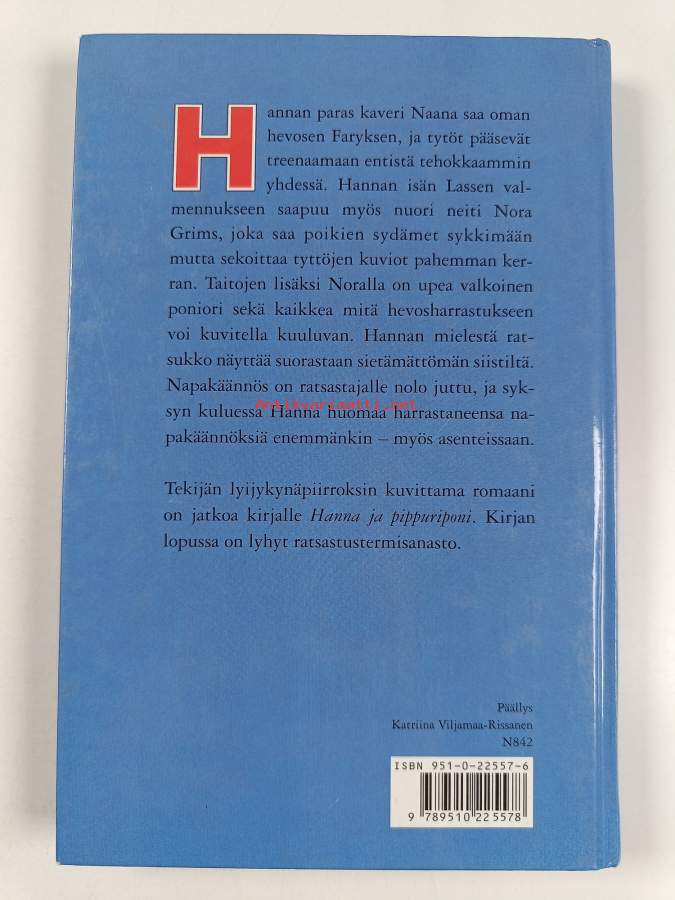 Hannan paras kaveri Naana saa oman
hevosen Faryksen, ja tytöt pääsevät
treenaamaan entistä tehokkaammin
yhdessä. Hannan isän Lassen val-
mennukseen saapuu myös nuori neiti Nora
Grims, joka saa poikien sydämet sykkimään
mutta sekoittaa tyttöjen kuviot pahemman ker-
ran. Taitojen lisäksi Noralla on upea valkoinen
poniori sekä kaikkea mitä hevosharrastukseen
voi kuvitella kuuluvan. Hannan mielestä rat-
sukko näyttää suorastaan sietämättömän siistiltä.
Napakäännös on ratsastajalle nolo juttu, ja syk-
syn kuluessa Hanna huomaa harrastaneensa na-
antikvariaatti.net
pakäännöksiä enemmänkin – myös asenteissaan.
Tekijän lyijykynäpiirroksin kuvittama romaani
on jatkoa kirjalle Hanna ja pippuriponi. Kirjan
lopussa on lyhyt ratsastustermisanasto.
Päällys
Katriina Viljamaa-Rissanen
N842
ISBN 951-0-22557-6
9 789510 225578